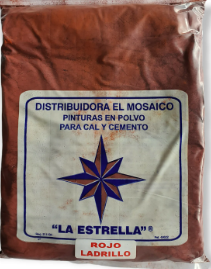 DISTRIBUIDORA EL MOSAICO
PINTURAS EN POLVO
PARA CAL Y CEMENTO
"LA ESTRELLA"®
ROJO
LADRILLO